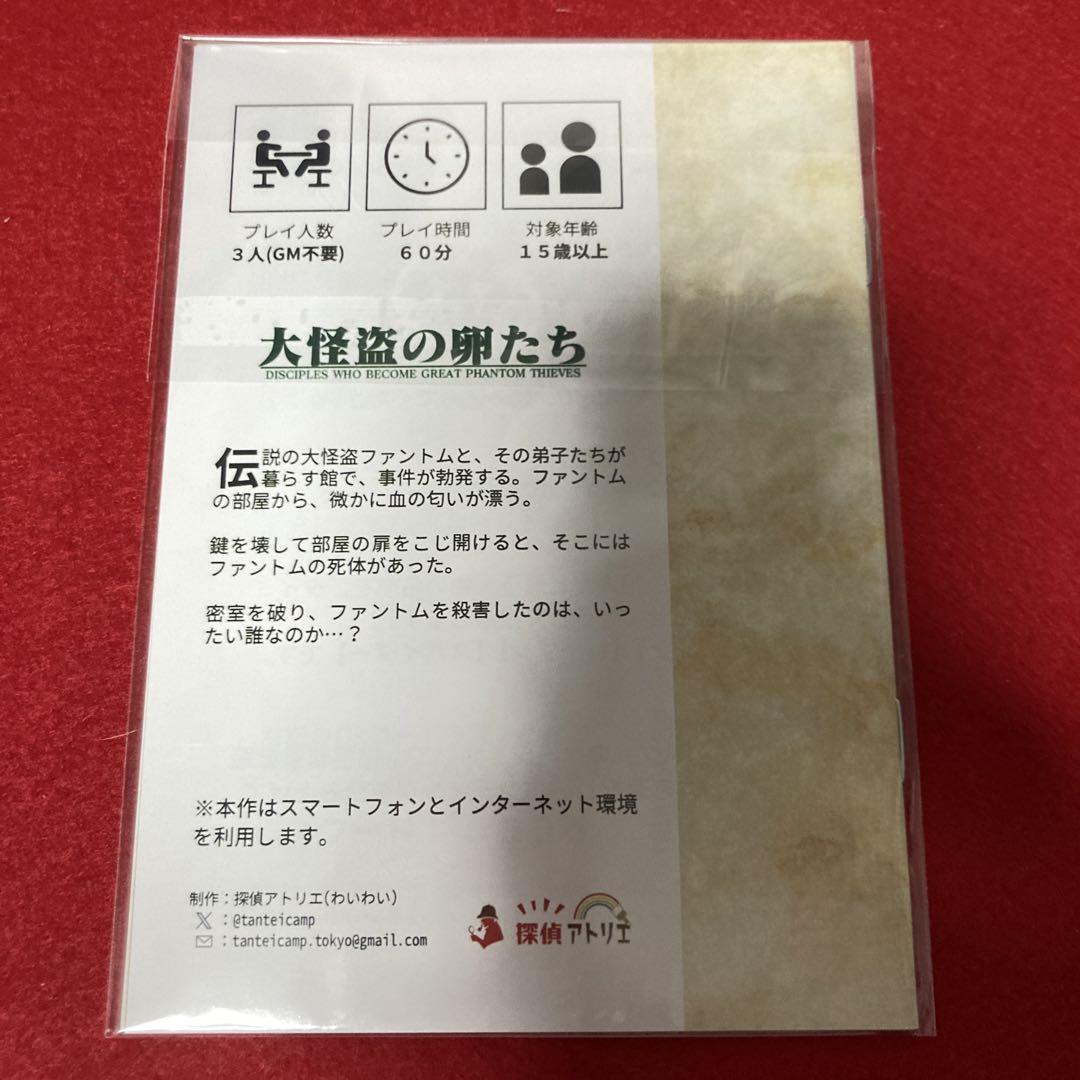 プレイ人数
３人(GM不要)
プレイ時間
６０分
対象年齢
１５歳以上
大怪盗の卵たち
DISCIPLES WHO BECOME GREAT PHANTOM THIEVES
伝説の大怪盗ファントムと、その弟子たちが
暮らす館で、事件が勃発する。ファントム
の部屋から、微かに血の匂いが漂う。
鍵を壊して部屋の扉をこじ開けると、そこには
ファントムの死体があった。
密室を破り、ファントムを殺害したのは、いっ
たい誰なのか…？
※本作はスマートフォンとインターネット環境
を利用します。
制作：探偵アトリエ(わいわい)
X：@tanteicamp
：tanteicamp.tokyo@gmail.com
探偵アトリエ